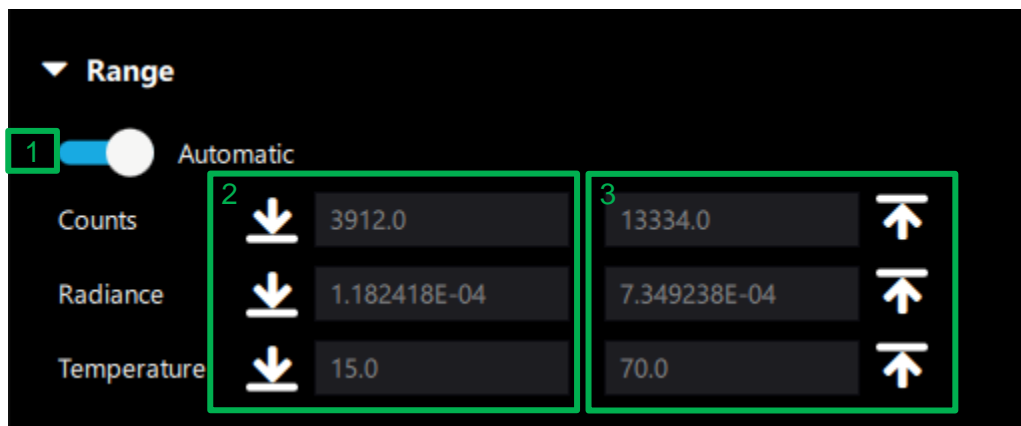 Range
1 Automatic
2 3
Counts 3912.0 13334.0
Radiance 1.182418E-04 7.349238E-04
Temperature 15.0 70.0